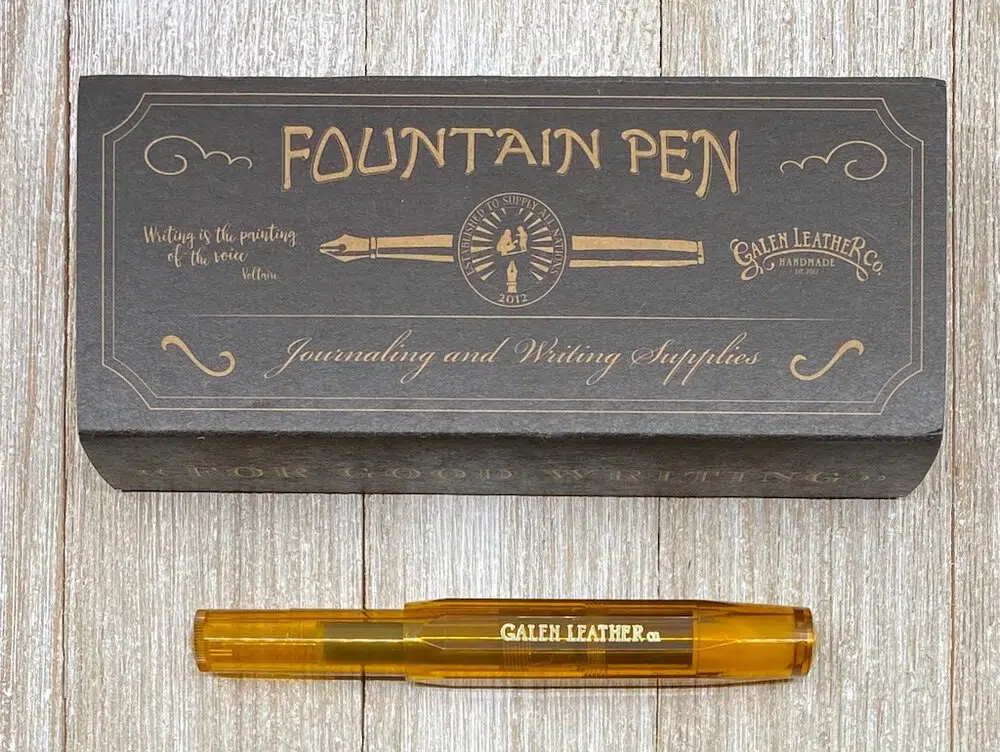 FOUNTAIN PEN
Writing is the painting
of the voice
Voltaire
ESTABLISHED TO SUPPLY ALL NATIONS
2012
GALEN LEATHER CO.
HANDMADE
EST. 2012
Journaling and Writing Supplies
"FOR GOOD WRITING"
GALEN LEATHER CO.